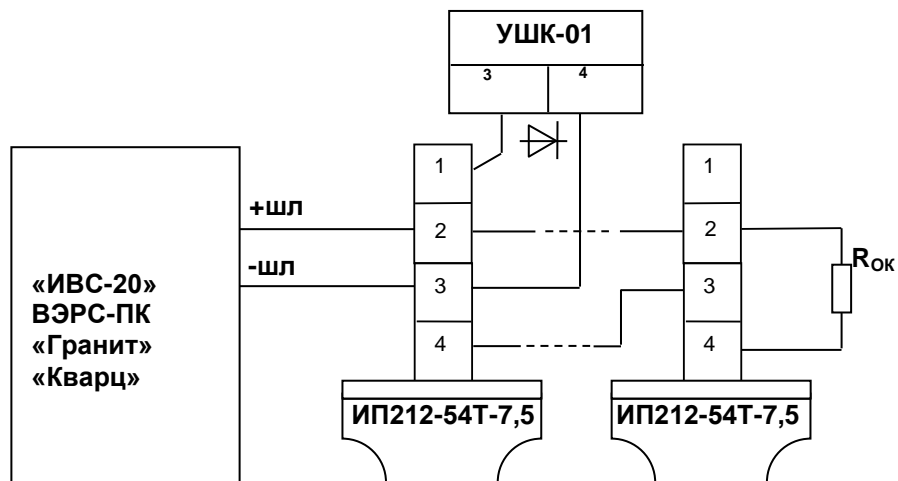 УШК-01
3 4
1 1
+шл
2 2
-шл
3 3
Rок
«ИВС-20»
ВЭРС-ПК
«Гранит»
«Кварц»
4 4
ИП212-54Т-7,5 ИП212-54Т-7,5